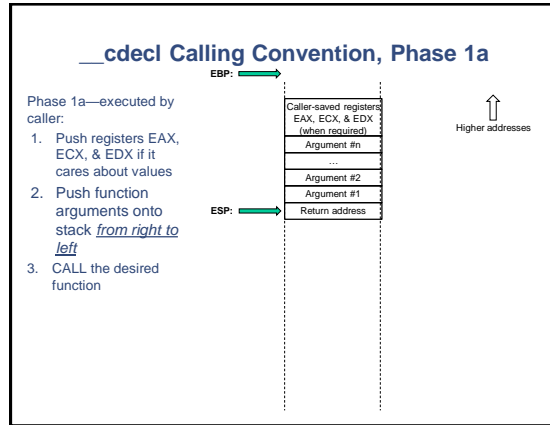 __cdecl Calling Convention, Phase 1a
EBP:
Phase 1a—executed by
caller:
1. Push registers EAX,
ECX, & EDX if it
cares about values
2. Push function
arguments onto
stack from right to
left
3. CALL the desired
function
Caller-saved registers
EAX, ECX, & EDX
(when required)
Argument #n
…
Argument #2
Argument #1
ESP:
Return address
Higher addresses